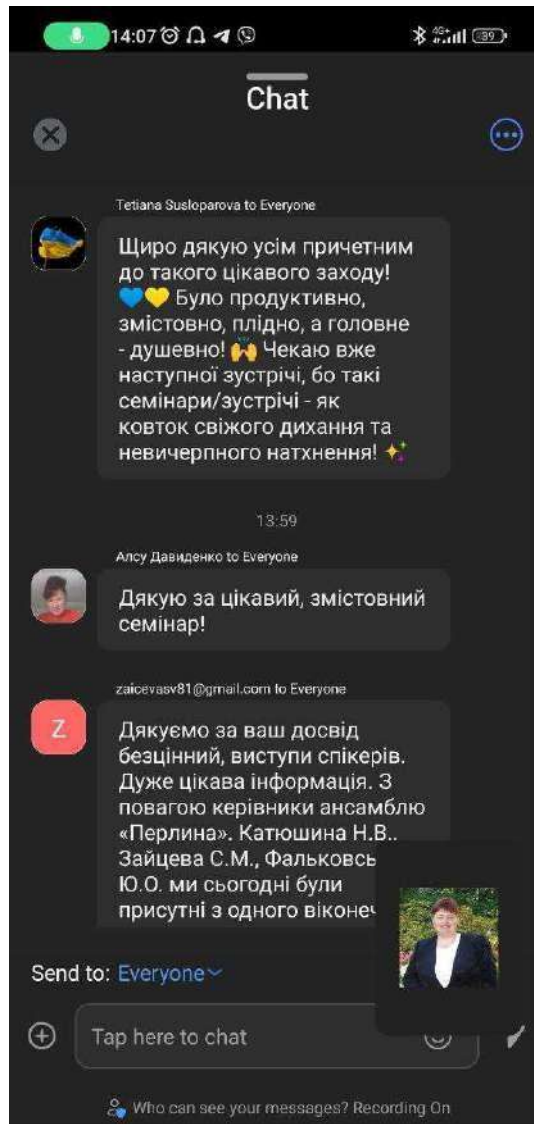 14:07
4G+
39
Chat
Tetiana Susloparova to Everyone
Щиро дякую усім причетним
до такого цікавого заходу!
💙💛 Було продуктивно,
змістовно, плідно, а головне
- душевно! 🙌 Чекаю вже
наступної зустрічі, бо такі
семінари/зустрічі - як
ковток свіжого дихання та
невичерпного натхнення! ✨
13:59
Алсу Давиденко to Everyone
Дякую за цікавий, змістовний
семінар!
zaicevasv81@gmail.com to Everyone
Z
Дякуємо за ваш досвід
безцінний, виступи спікерів.
Дуже цікава інформація. З
повагою керівники ансамблю
«Перлина». Катюшина Н.В..
Зайцева С.М., Фальковсь
Ю.О. ми сьогодні були
присутні з одного віконеч
Send to: Everyone
Tap here to chat
Who can see your messages? Recording On